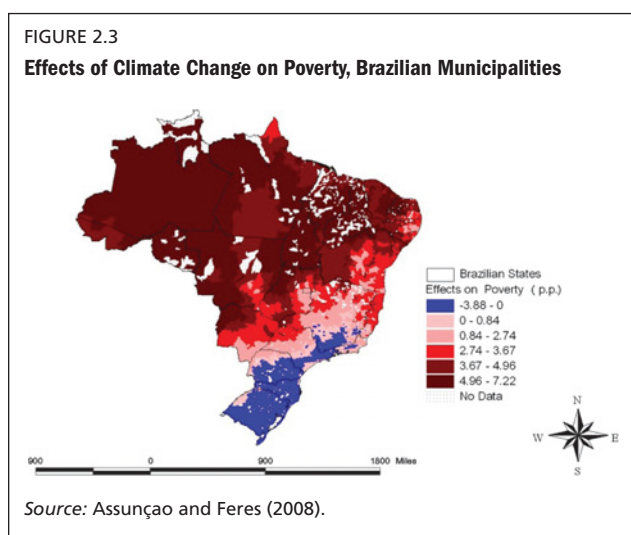 FIGURE 2.3
Effects of Climate Change on Poverty, Brazilian Municipalities
Brazilian States
Effects on Poverty ( p.p.)
-3.88 - 0
0 - 0.84
0.84 - 2.74
2.74 - 3.67
3.67 - 4.96
4.96 - 7.22
No Data
N
W E
S
900 0 900 1800 Miles
Source: Assunçao and Feres (2008).